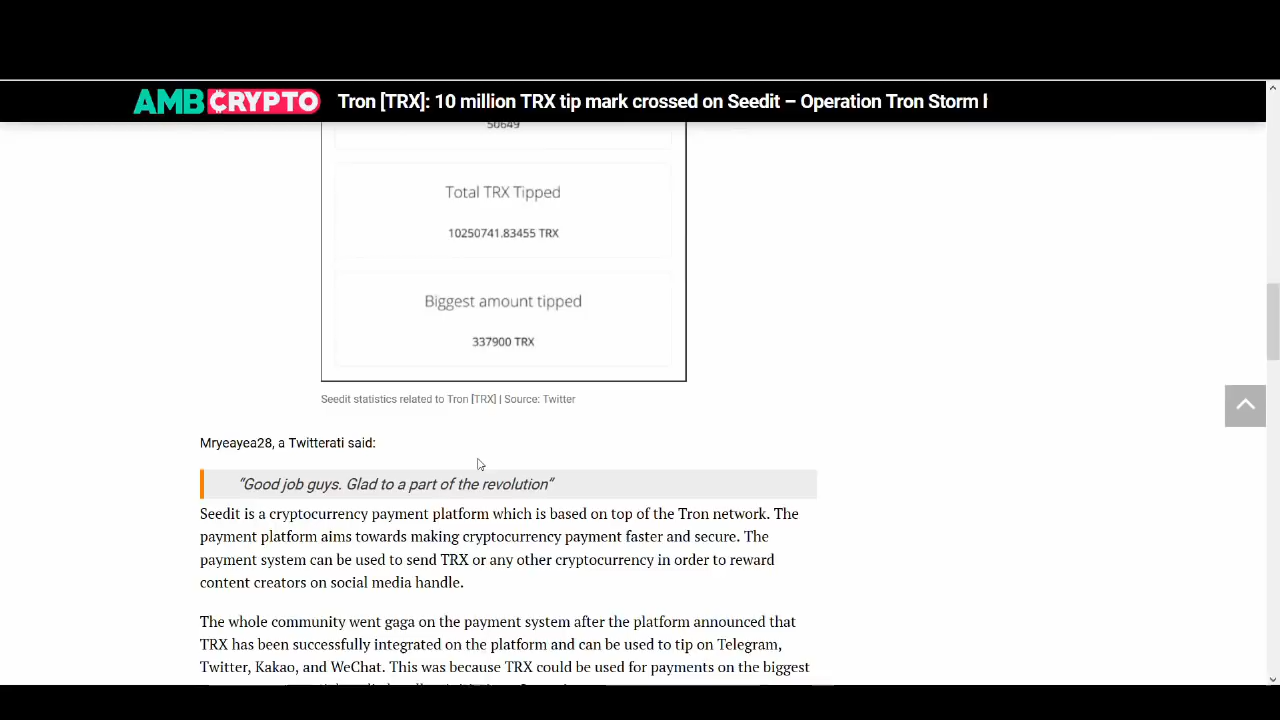 AMBCRYPTO
Tron [TRX]: 10 million TRX tip mark crossed on Seedit – Operation Tron Storm
50649
Total TRX Tipped
10250741.83455 TRX
Biggest amount tipped
337900 TRX
Seedit statistics related to Tron [TRX] | Source: Twitter
Mryeayea28, a Twitterati said:
“Good job guys. Glad to a part of the revolution”
Seedit is a cryptocurrency payment platform which is based on top of the Tron network. The
payment platform aims towards making cryptocurrency payment faster and secure. The
payment system can be used to send TRX or any other cryptocurrency in order to reward
content creators on social media handle.
The whole community went gaga on the payment system after the platform announced that
TRX has been successfully integrated on the platform and can be used to tip on Telegram,
Twitter, Kakao, and WeChat. This was because TRX could be used for payments on the biggest